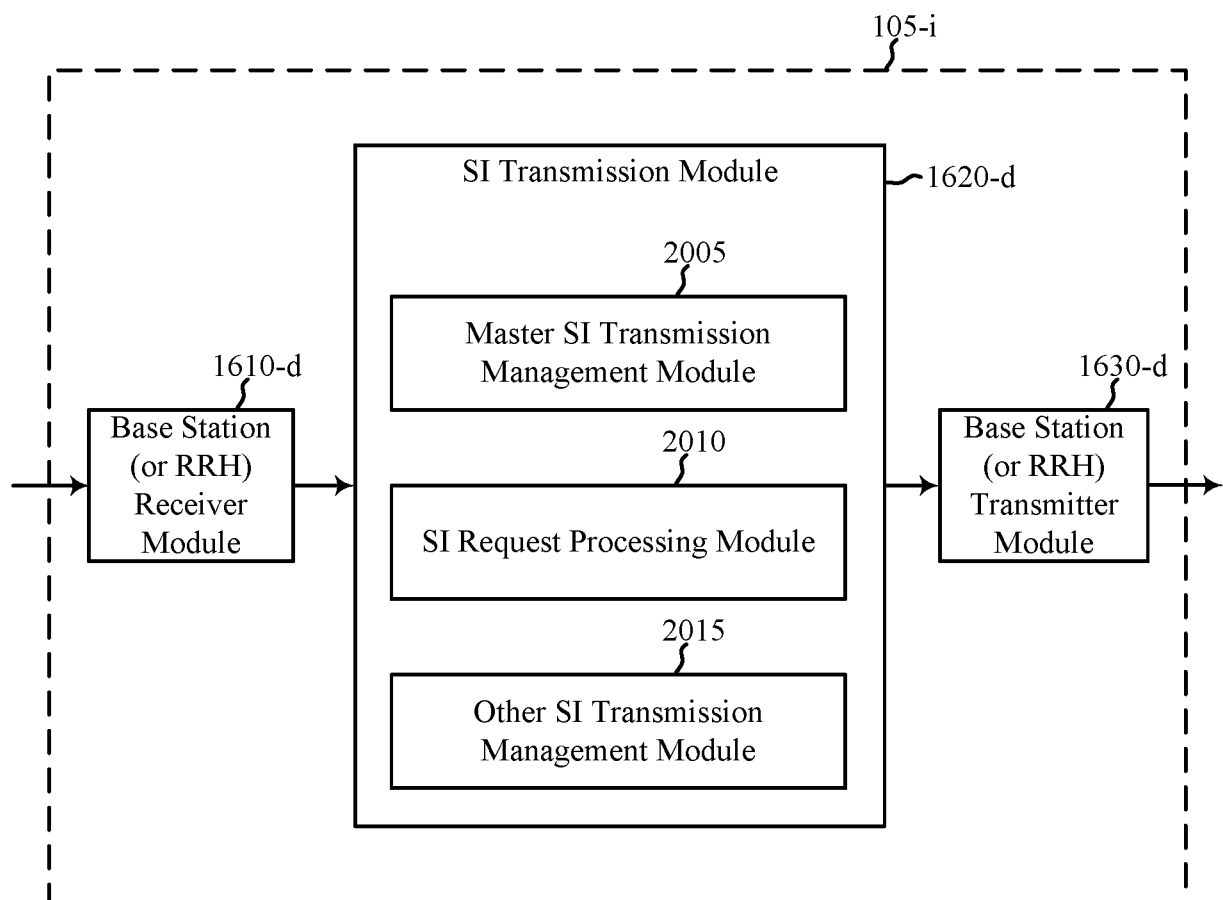 105-i
SI Transmission Module
1620-d
2005
Master SI Transmission
Management Module
1610-d
Base Station
(or RRH)
Receiver
Module
2010
SI Request Processing Module
1630-d
Base Station
(or RRH)
Transmitter
Module
2015
Other SI Transmission
Management Module